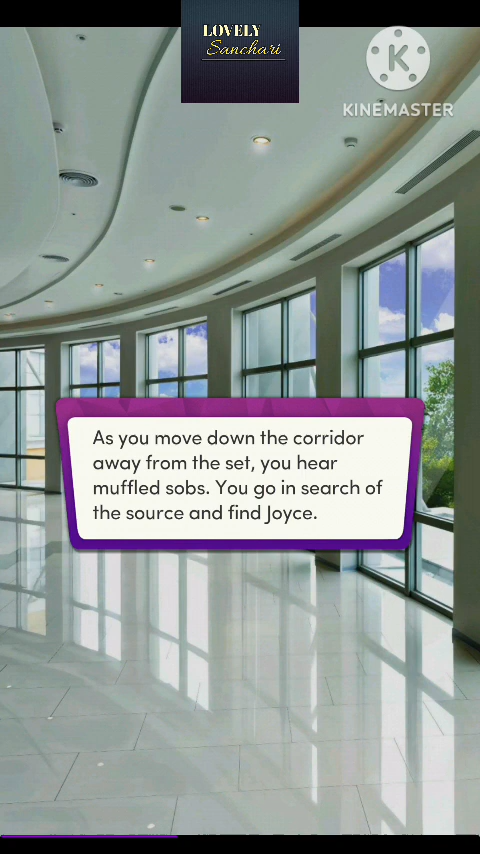 LOVELY
Sanchari
KINEMASTER
As you move down the corridor
away from the set, you hear
muffled sobs. You go in search of
the source and find Joyce.